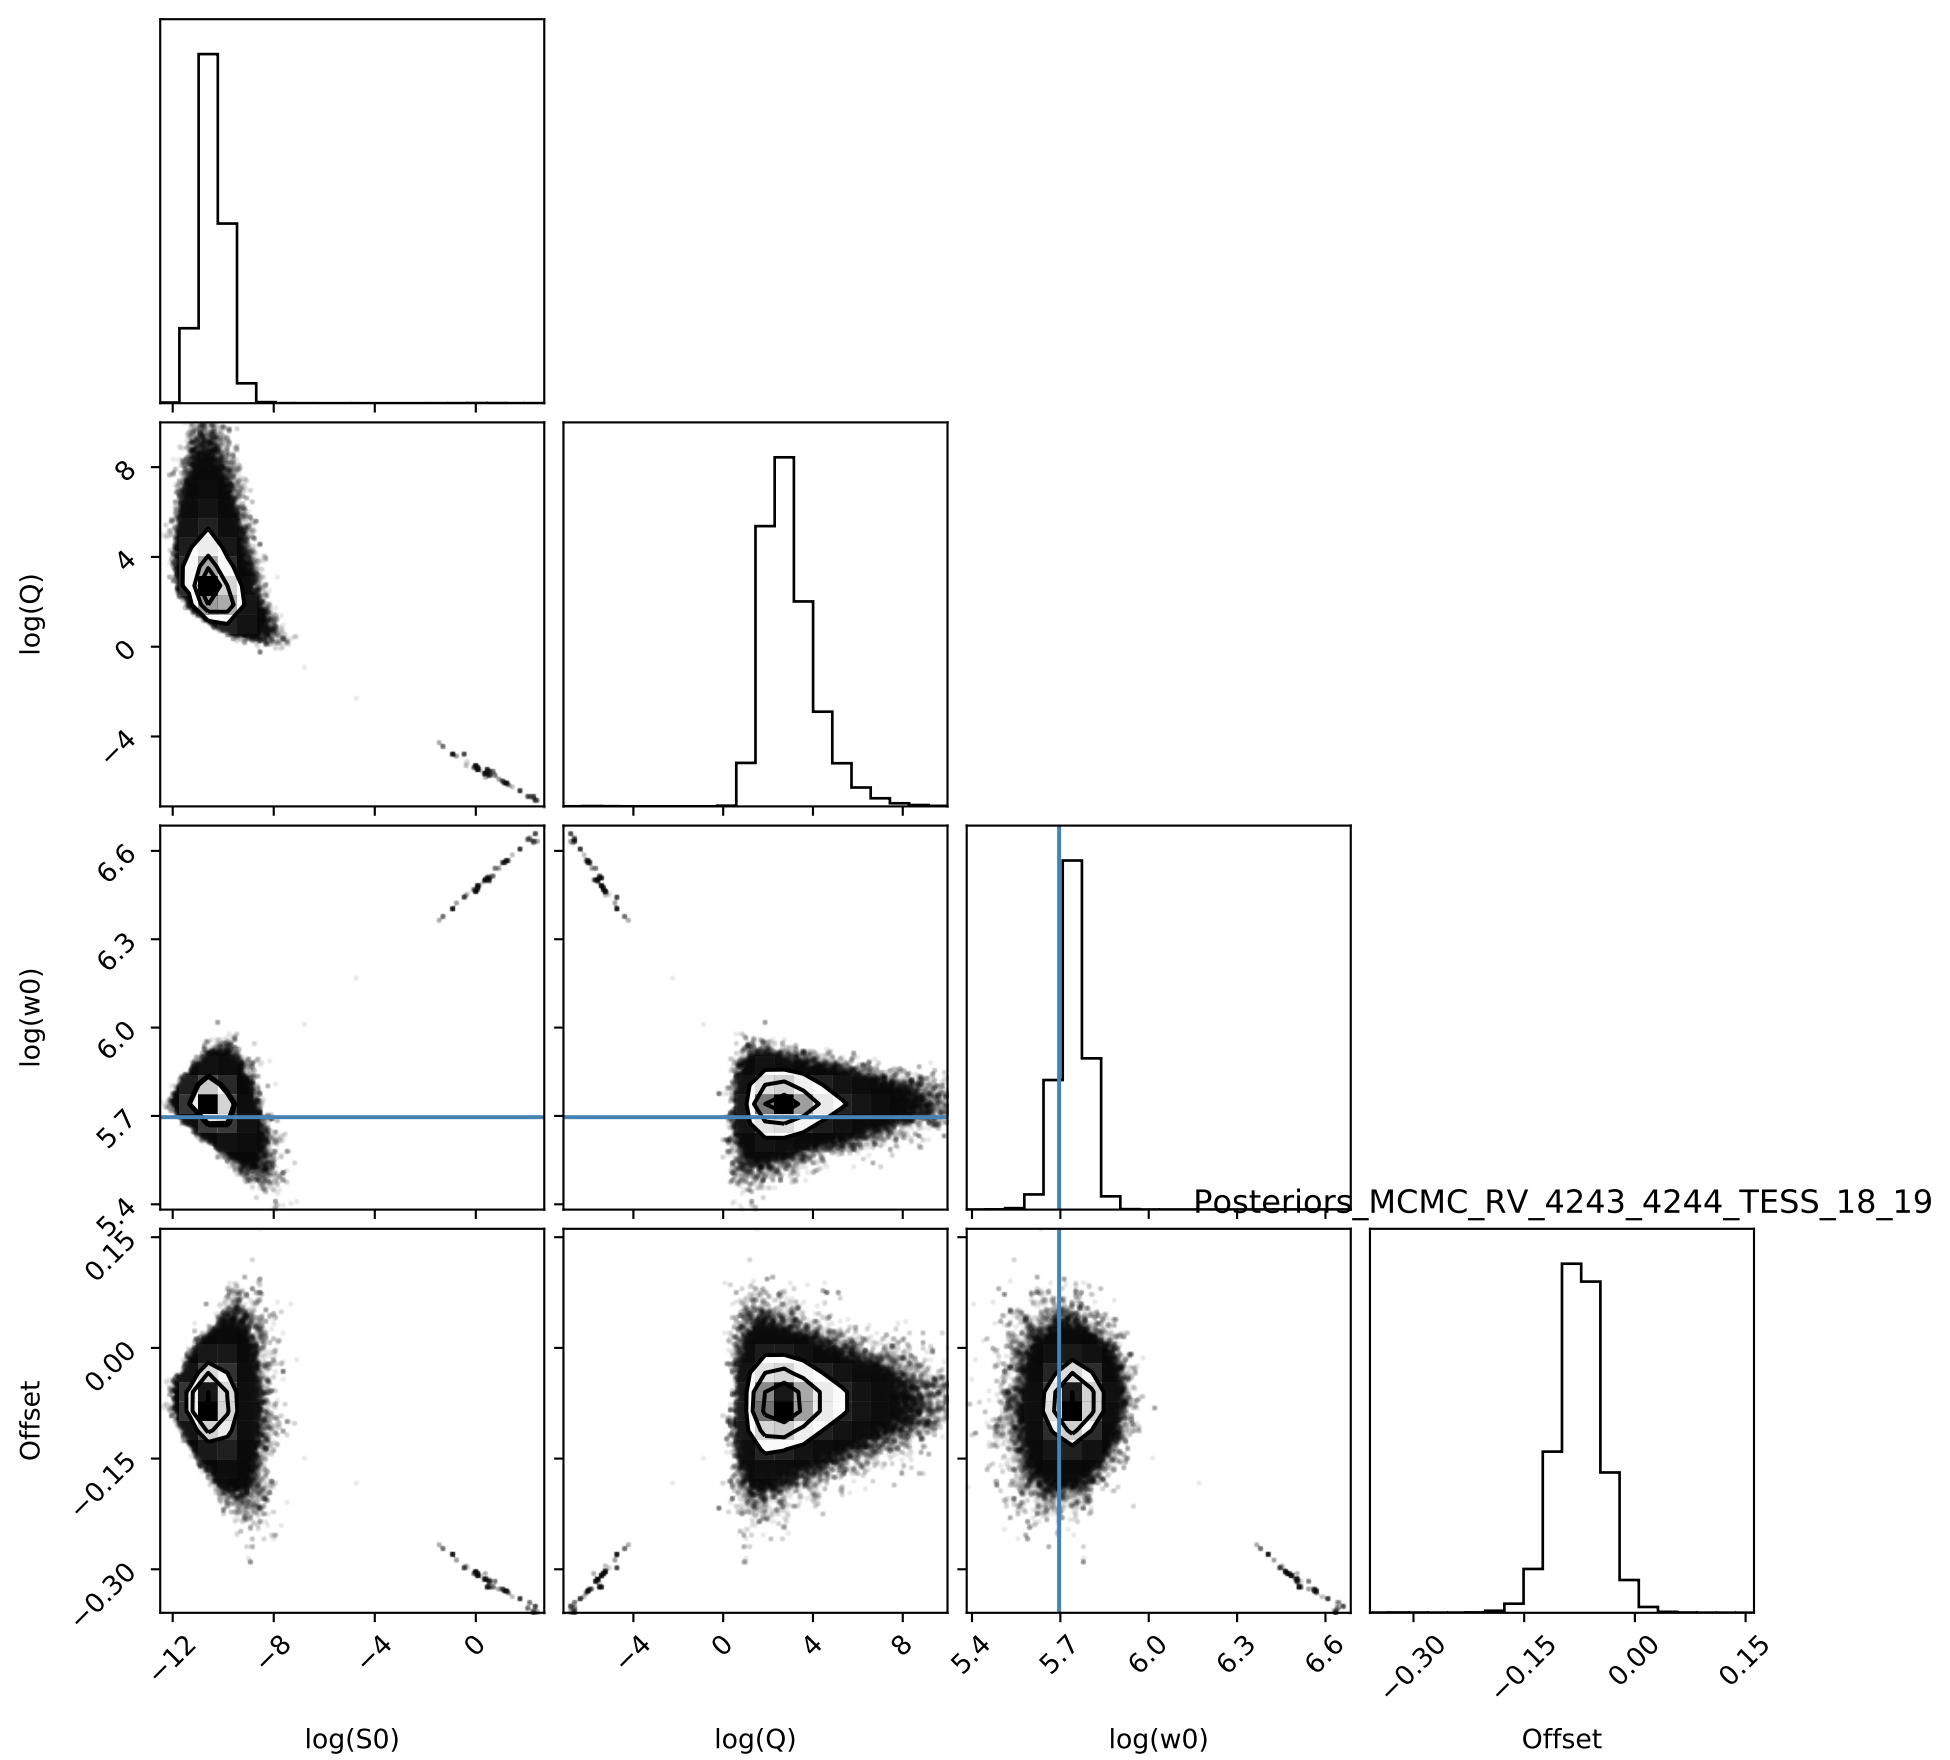 8
4
0
−4
log(Q)
6.6
6.3
6.0
5.7
5.4
log(w0)
Posteriors_MCMC_RV_4243_4244_TESS_18_19
0.15
0.00
−0.15
−0.30
Offset
−12 −8 −4 0
−4 0 4 8
5.4 5.7 6.0 6.3 6.6
−0.30 −0.15 0.00 0.15
log(S0) log(Q) log(w0) Offset